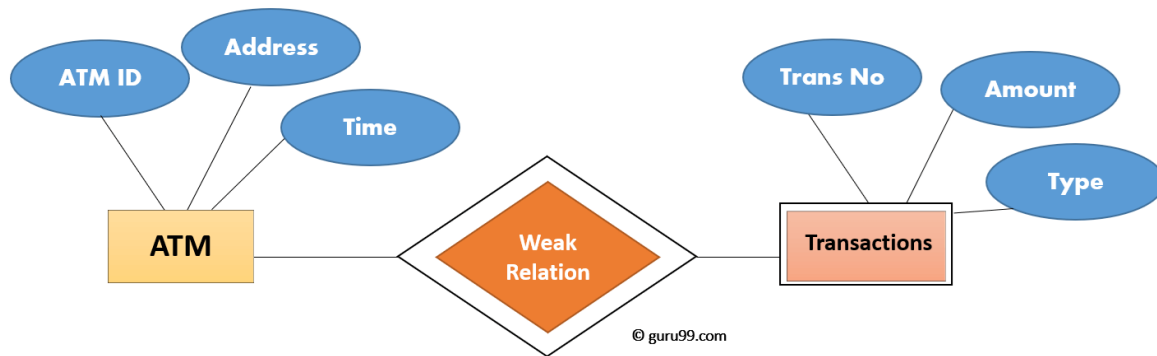 Address
ATM ID
Time
Trans No
Amount
Type
ATM
Weak
Relation
Transactions
© guru99.com